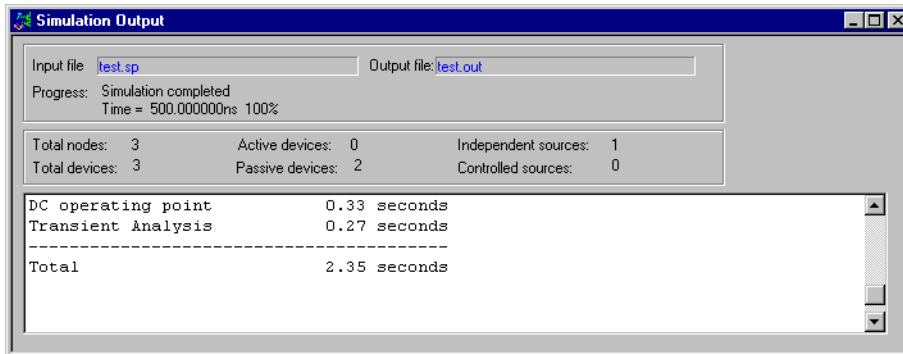 Simulation Output
Input file test.sp Output file: test.out
Progress: Simulation completed
Time = 500.000000ns 100%
Total nodes: 3 Active devices: 0 Independent sources: 1
Total devices: 3 Passive devices: 2 Controlled sources: 0
DC operating point 0.33 seconds
Transient Analysis 0.27 seconds
-----------------------------------------
Total 2.35 seconds